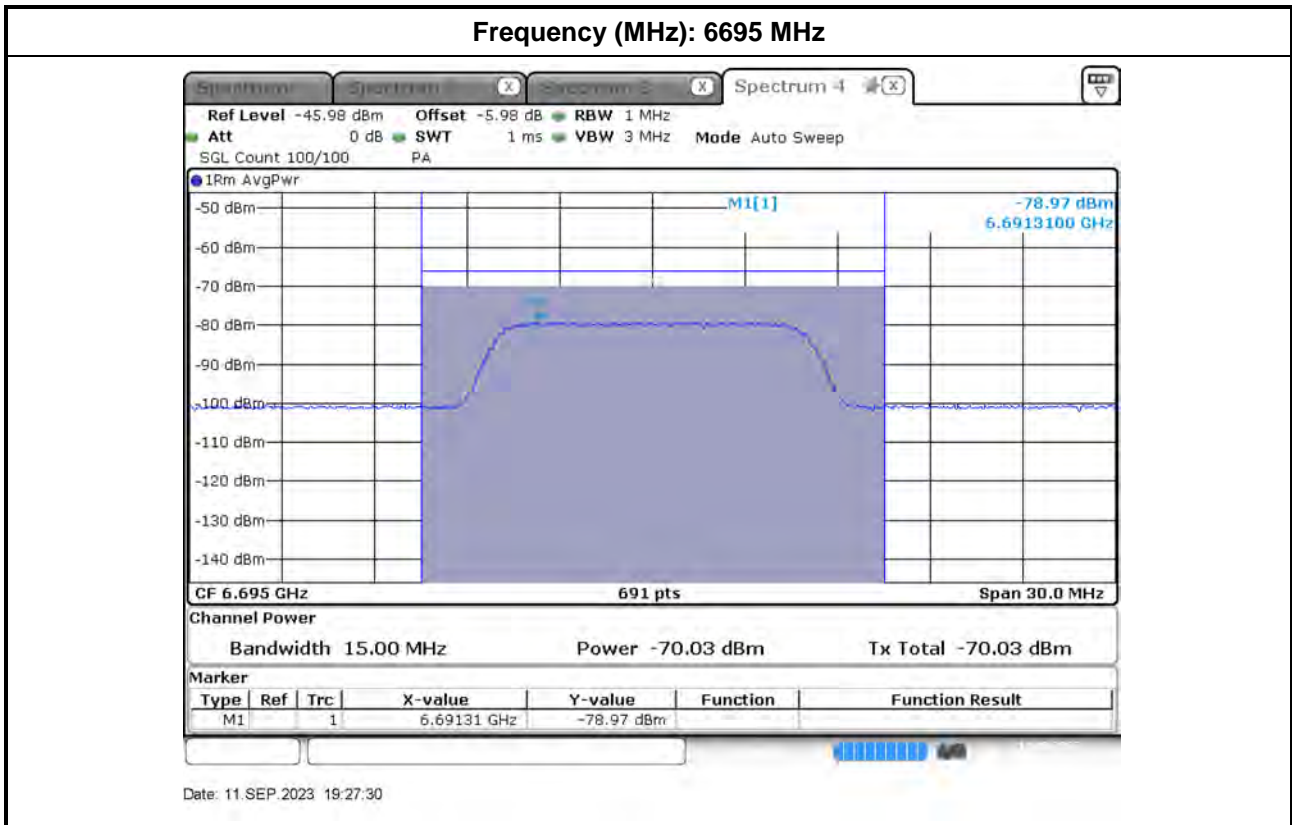 Frequency (MHz): 6695 MHz
Spectrum 4
Ref Level -45.98 dBm Offset -5.98 dB RBW 1 MHz
Att 0 dB SWT 1 ms VBW 3 MHz Mode Auto Sweep
SGL Count 100/100 PA
1Rm AvgPwr
M1[1] -78.97 dBm
6.6913100 GHz
-50 dBm
-60 dBm
-70 dBm
-80 dBm
-90 dBm
-100 dBm
-110 dBm
-120 dBm
-130 dBm
-140 dBm
CF 6.695 GHz 691 pts Span 30.0 MHz
Channel Power
Bandwidth 15.00 MHz Power -70.03 dBm Tx Total -70.03 dBm
Marker
Type Ref Trc X-value Y-value Function Function Result
M1 1 6.69131 GHz -78.97 dBm
Date: 11.SEP.2023 19:27:30